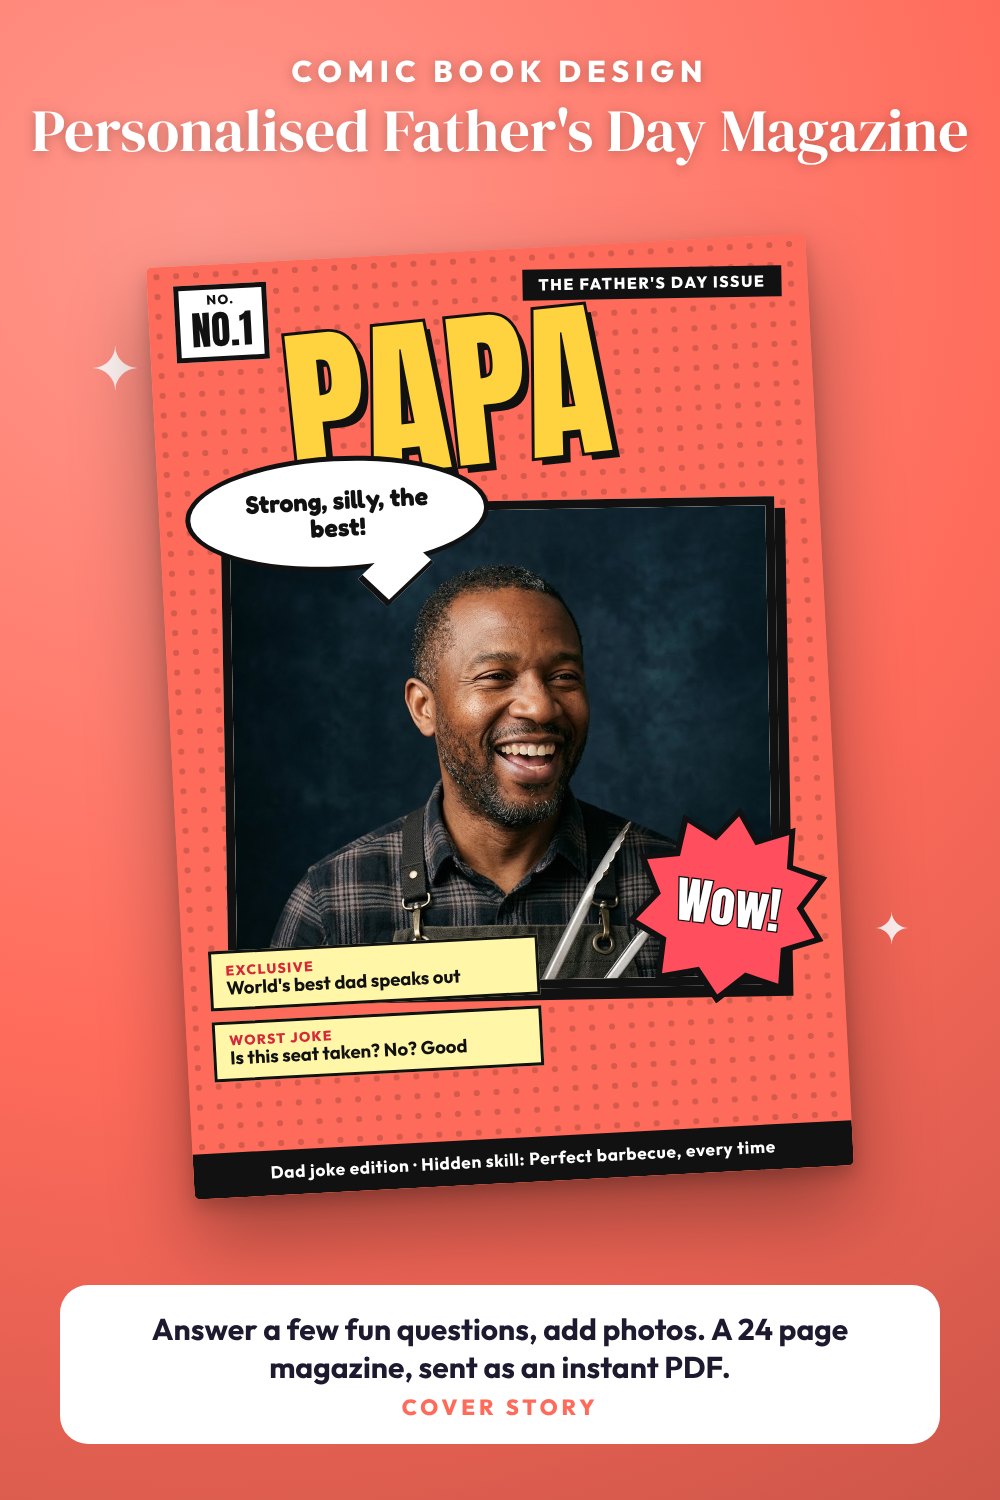 COMIC BOOK DESIGN
Personalised Father's Day Magazine
THE FATHER'S DAY ISSUE
NO.
NO.1
PAPA
Strong, silly, the
best!
Wow!
EXCLUSIVE
World's best dad speaks out
WORST JOKE
Is this seat taken? No? Good
Dad joke edition · Hidden skill: Perfect barbecue, every time
Answer a few fun questions, add photos. A 24 page
magazine, sent as an instant PDF.
COVER STORY